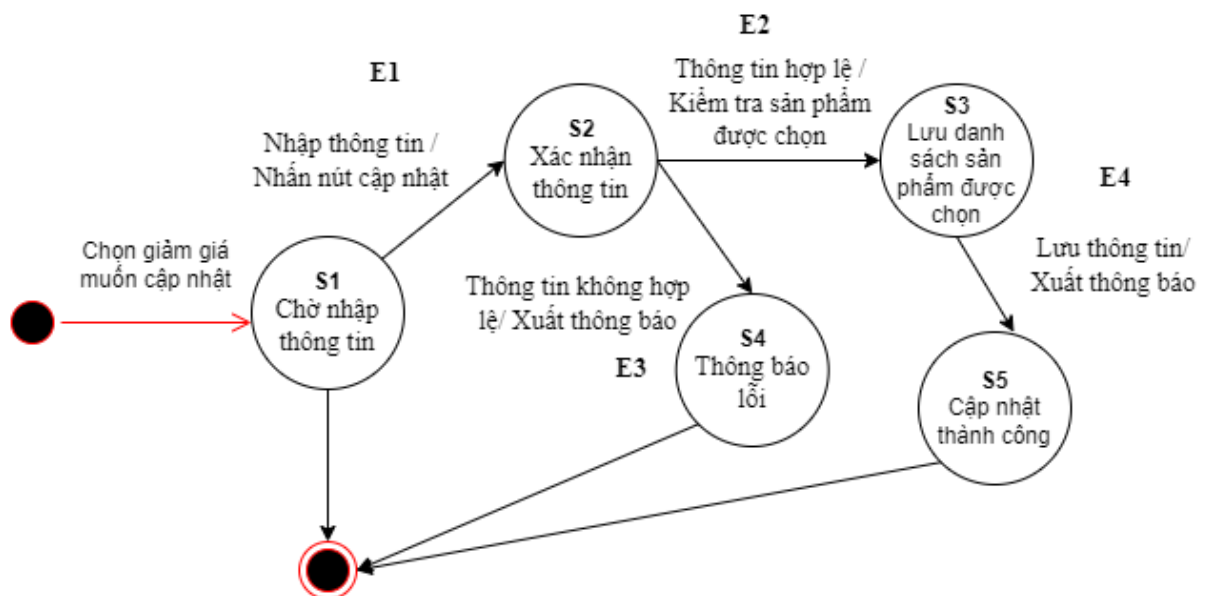 E2
E1
Thông tin hợp lệ /
Kiểm tra sản phẩm
được chọn
Nhập thông tin /
Nhấn nút cập nhật
S2
Xác nhận
thông tin
S3
Lưu danh
sách sản
phẩm được
chọn
E4
Chọn giảm giá
muốn cập nhật
S1
Chờ nhập
thông tin
Thông tin không hợp
lệ/ Xuất thông báo
E3
Lưu thông tin/
Xuất thông báo
S4
Thông báo
lỗi
S5
Cập nhật
thành công